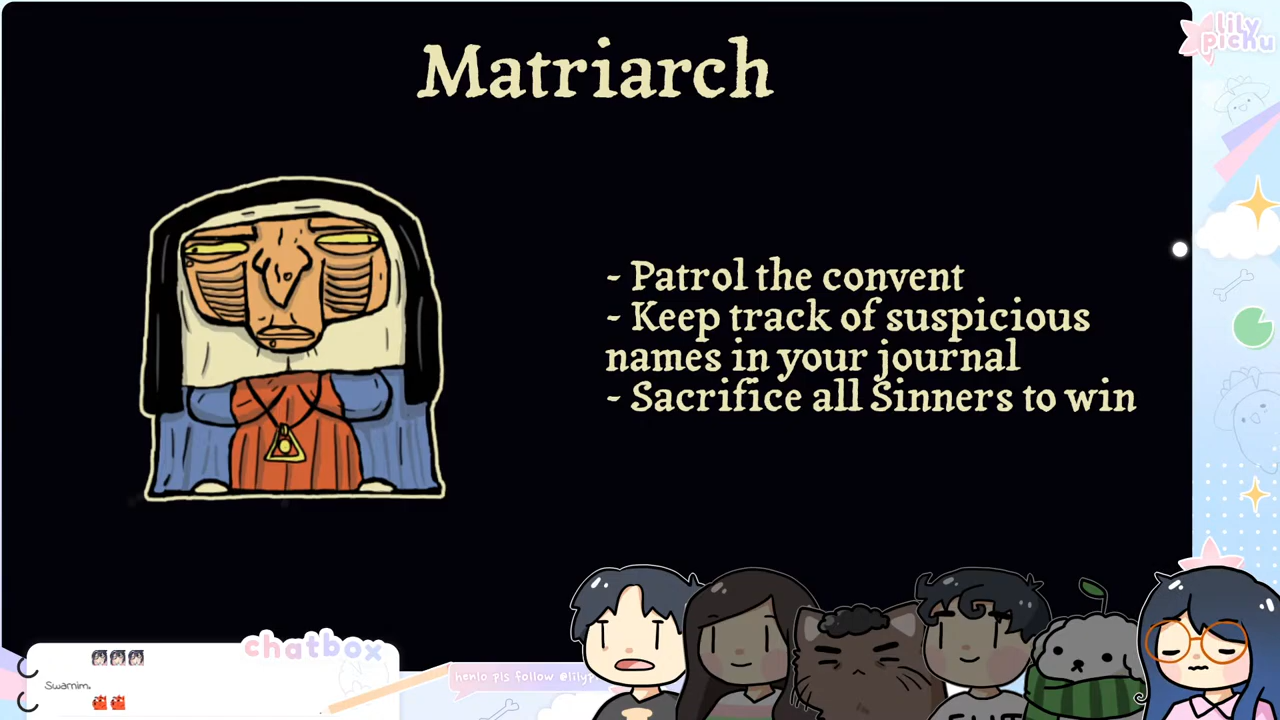 Matriarch
lily
pichu
- Patrol the convent
- Keep track of suspicious
names in your journal
- Sacrifice all Sinners to win
chatbox
henlo pls follow @lilyp
Swamim.